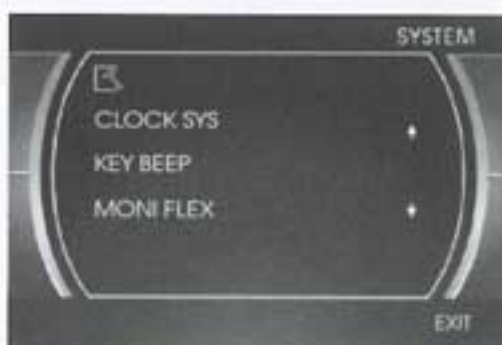 SYSTEM
CLOCK SYS
KEY BEEP
MONI FLEX
EXIT